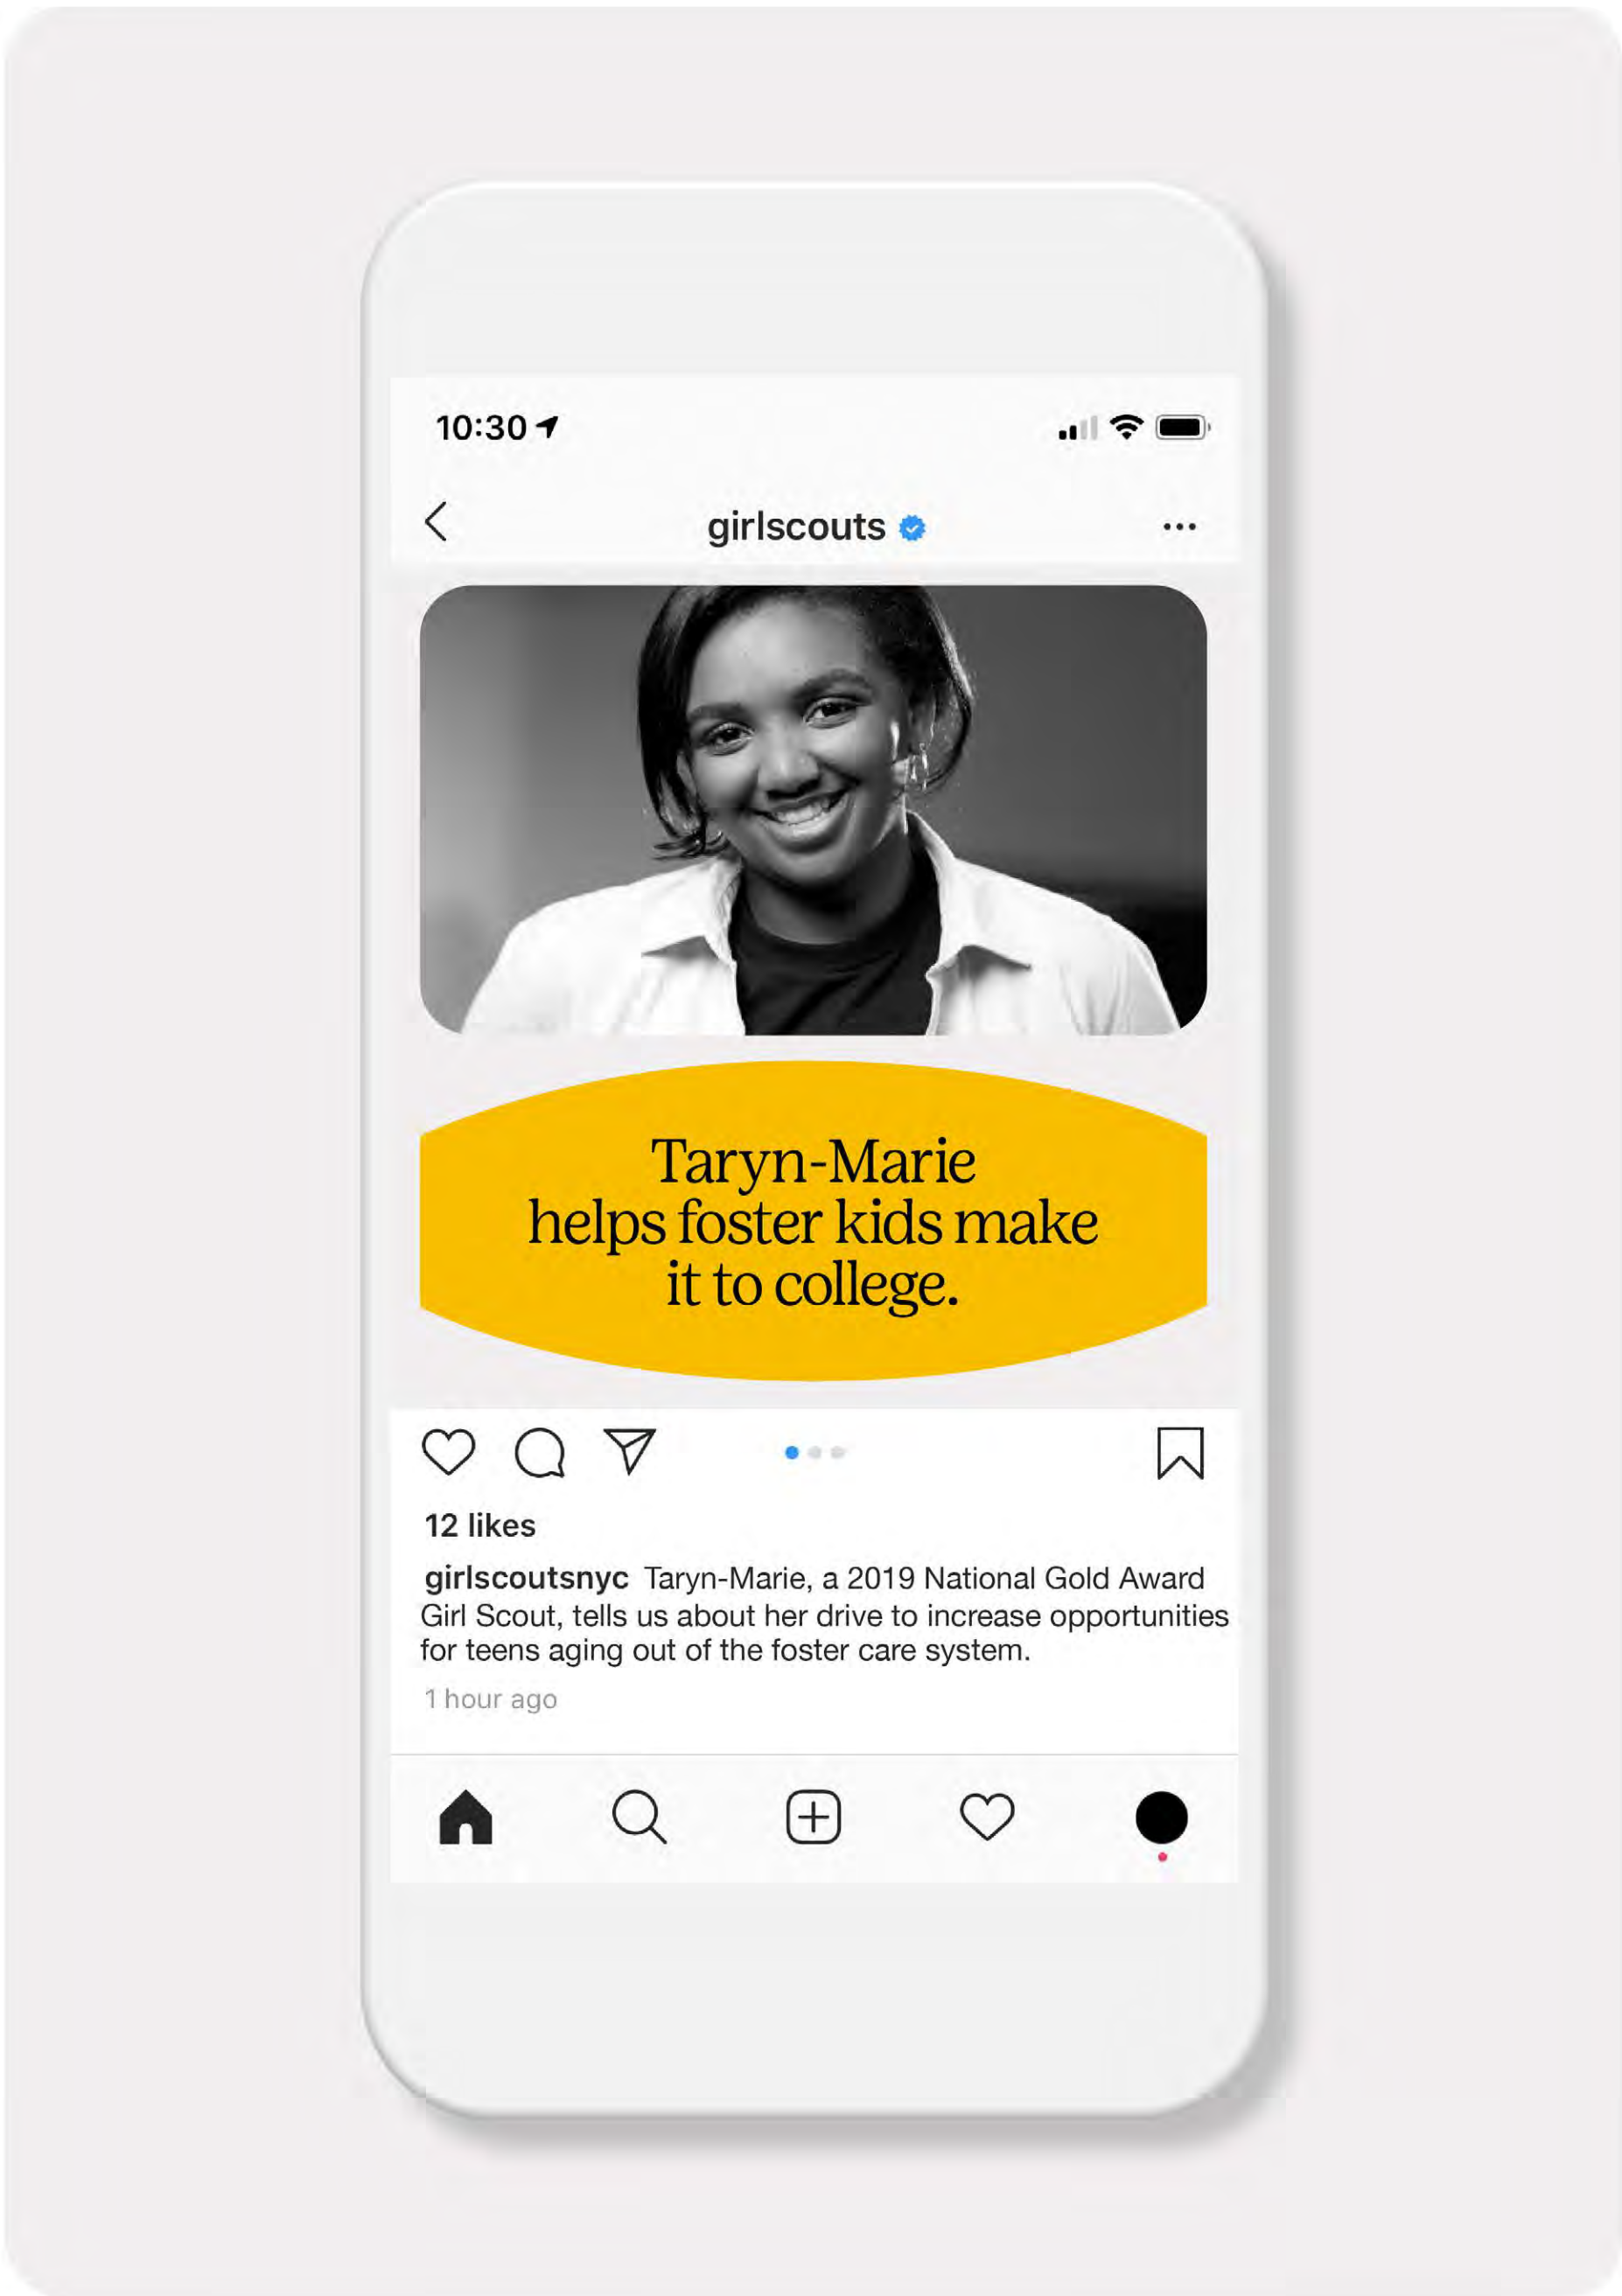 10:30
girlscouts
Taryn-Marie
helps foster kids make
it to college.
12 likes
girlscoutsnyc Taryn-Marie, a 2019 National Gold Award
Girl Scout, tells us about her drive to increase opportunities
for teens aging out of the foster care system.
1 hour ago